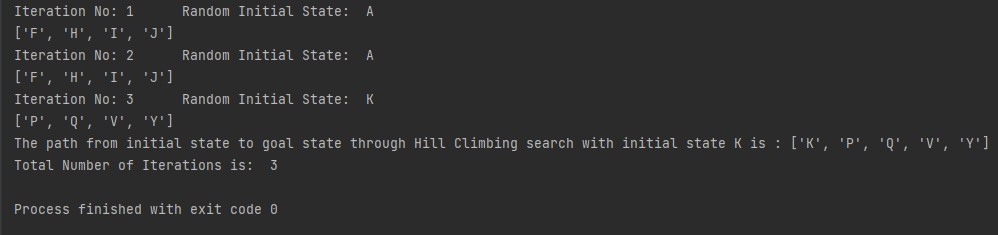 Iteration No: 1      Random Initial State:  A
['F', 'H', 'I', 'J']
Iteration No: 2      Random Initial State:  A
['F', 'H', 'I', 'J']
Iteration No: 3      Random Initial State:  K
['P', 'Q', 'V', 'Y']
The path from initial state to goal state through Hill Climbing search with initial state K is : ['K', 'P', 'Q', 'V', 'Y']
Total Number of Iterations is:  3
Process finished with exit code 0